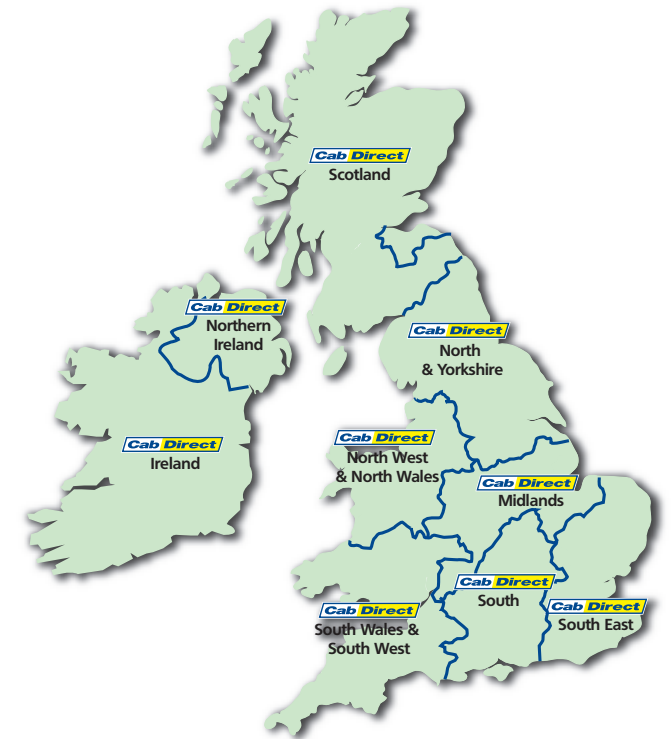 Cab Direct
Scotland
Cab Direct
Northern
Ireland
Cab Direct
North
& Yorkshire
Cab Direct
Ireland
Cab Direct
North West
& North Wales
Cab Direct
Midlands
Cab Direct
South
Cab Direct
South East
Cab Direct
South Wales &
South West